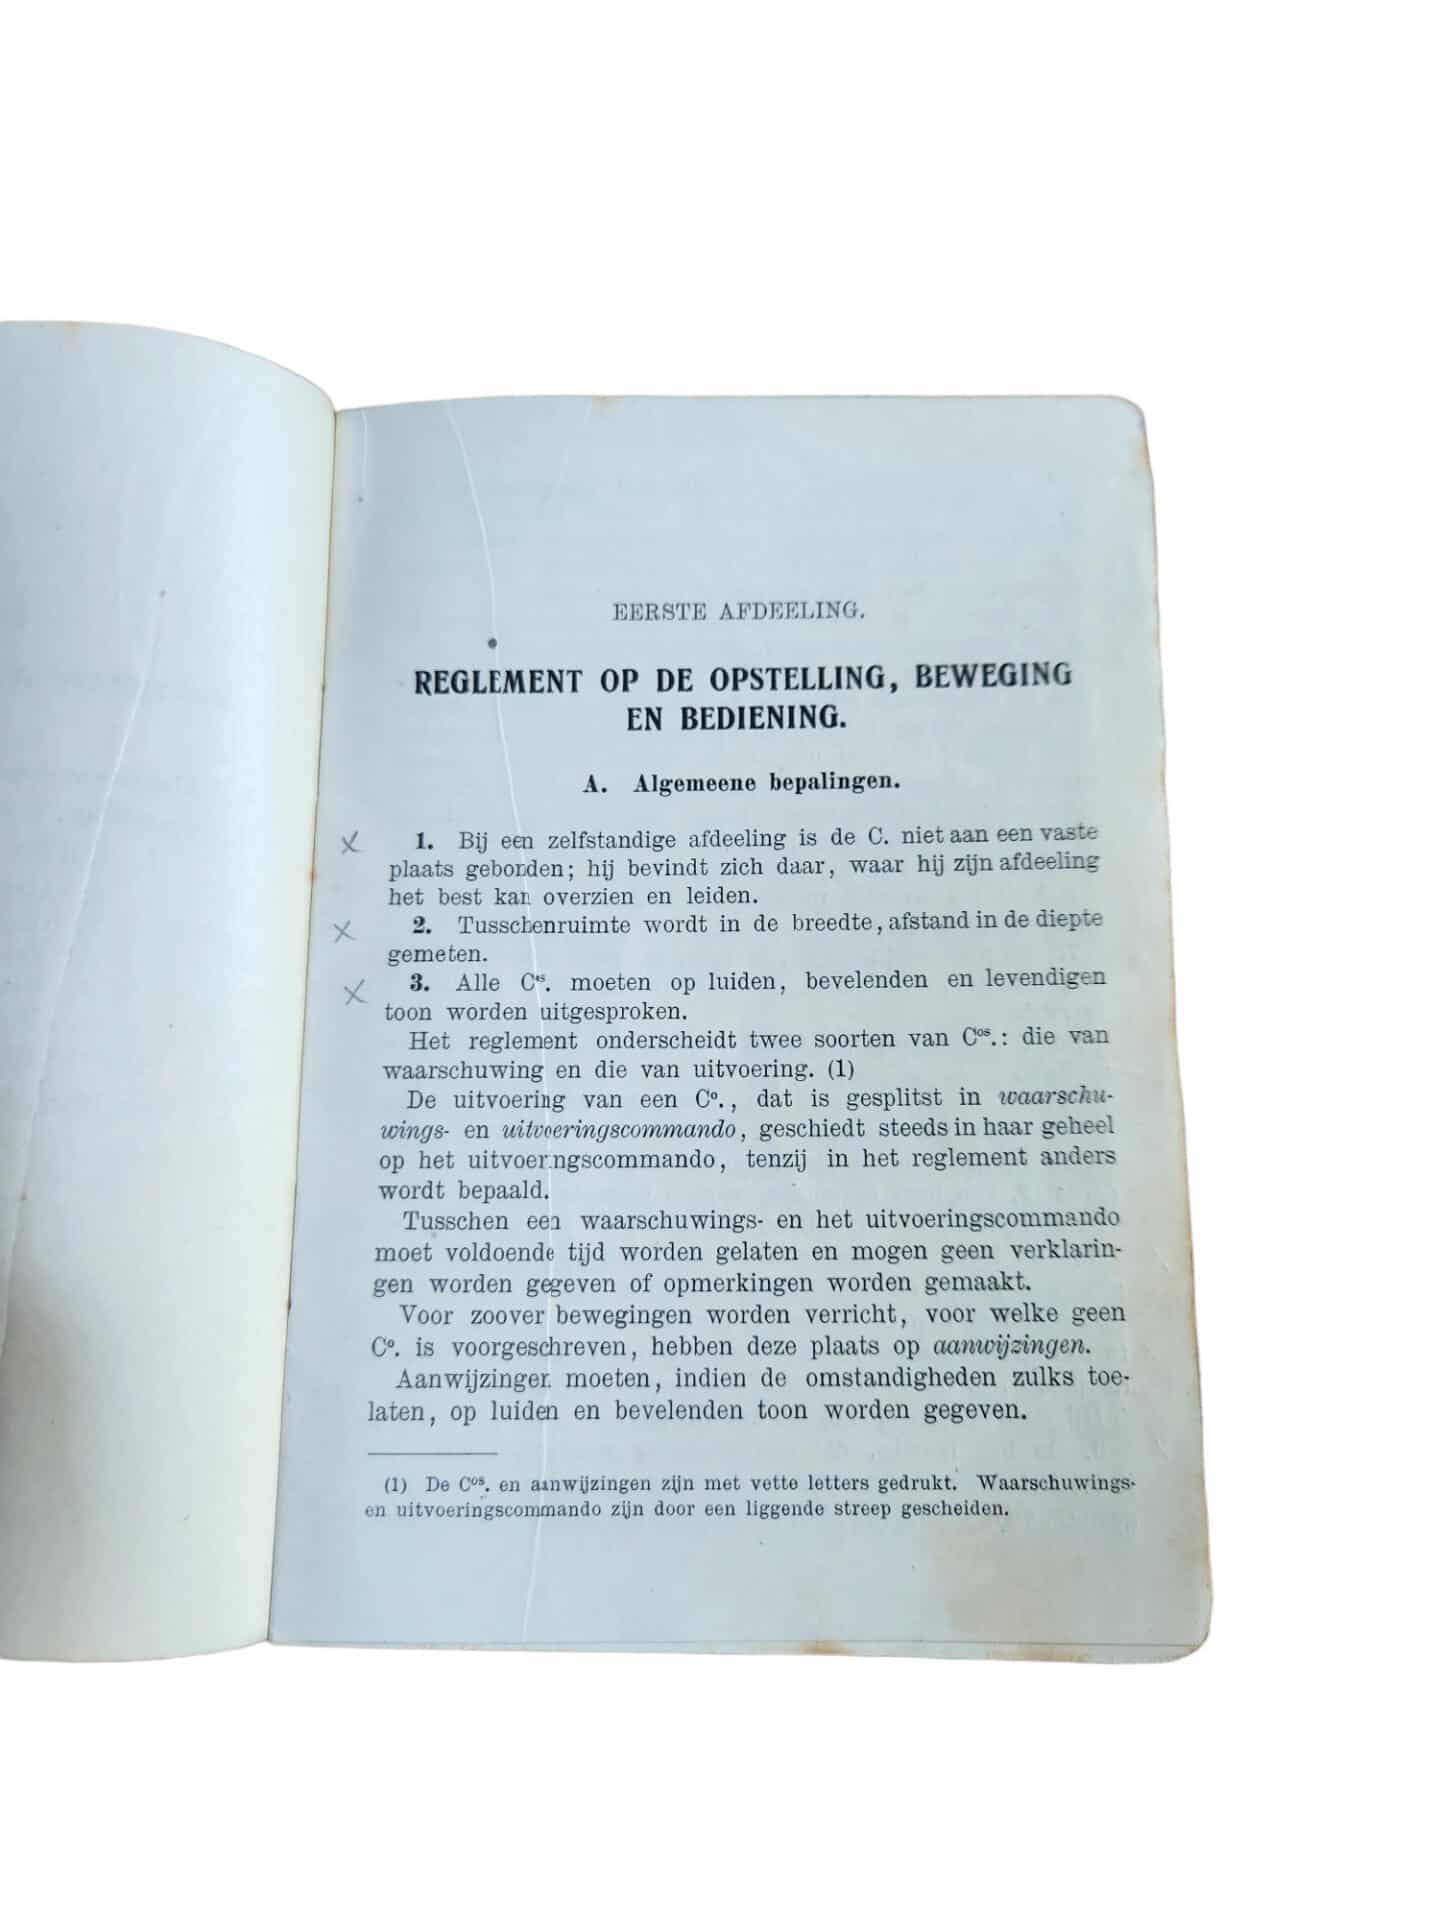 EERSTE AFDEELING.
REGLEMENT OP DE OPSTELLING, BEWEGING
EN BEDIENING.
A. Algemeene bepalingen.
1. Bij een zelfstandige afdeeling is de C. niet aan een vaste
plaats gebonden; hij bevindt zich daar, waar hij zijn afdeeling
het best kan overzien en leiden.
2. Tusschenruimte wordt in de breedte, afstand in de diepte
gemeten.
3. Alle Cos. moeten op luiden, bevelenden en levendigen
toon worden uitgesproken.
Het reglement onderscheidt twee soorten van Cos.: die van
waarschuwing en die van uitvoering. (1)
De uitvoering van een Co., dat is gesplitst in waarschu-
wings- en uitvoeringscommando, geschiedt steeds in haar geheel
op het uitvoeringscommando, tenzij in het reglement anders
wordt bepaald.
Tusschen een waarschuwings- en het uitvoeringscommando
moet voldoende tijd worden gelaten en mogen geen verklarin-
gen worden gegeven of opmerkingen worden gemaakt.
Voor zoover bewegingen worden verricht, voor welke geen
Co. is voorgeschreven, hebben deze plaats op aanwijzingen.
Aanwijzingen moeten, indien de omstandigheden zulks toe-
laten, op luiden en bevelenden toon worden gegeven.
(1) De Cos. en aanwijzingen zijn met vette letters gedrukt. Waarschuwings-
en uitvoeringscommando zijn door een liggende streep gescheiden.